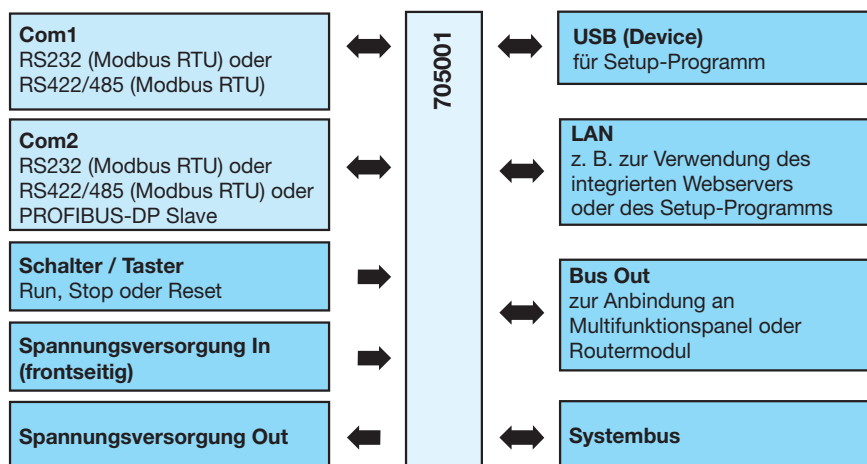 Com1
RS232 (Modbus RTU) oder
RS422/485 (Modbus RTU)
Com2
RS232 (Modbus RTU) oder
RS422/485 (Modbus RTU) oder
PROFIBUS-DP Slave
Schalter / Taster
Run, Stop oder Reset
Spannungsversorgung In
(frontseitig)
Spannungsversorgung Out
705001
USB (Device)
für Setup-Programm
LAN
z. B. zur Verwendung des
integrierten Webservers
oder des Setup-Programms
Bus Out
zur Anbindung an
Multifunktionspanel oder
Routermodul
Systembus